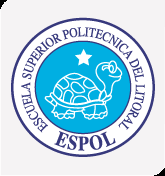 ESCUELA SUPERIOR POLITECNICA DEL LITORAL
ESPOL